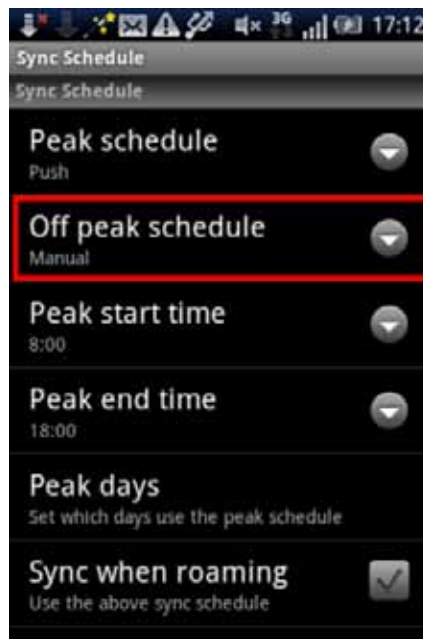 3G 17:12
Sync Schedule
Sync Schedule
Peak schedule
Push
Off peak schedule
Manual
Peak start time
8:00
Peak end time
18:00
Peak days
Set which days use the peak schedule
Sync when roaming
Use the above sync schedule